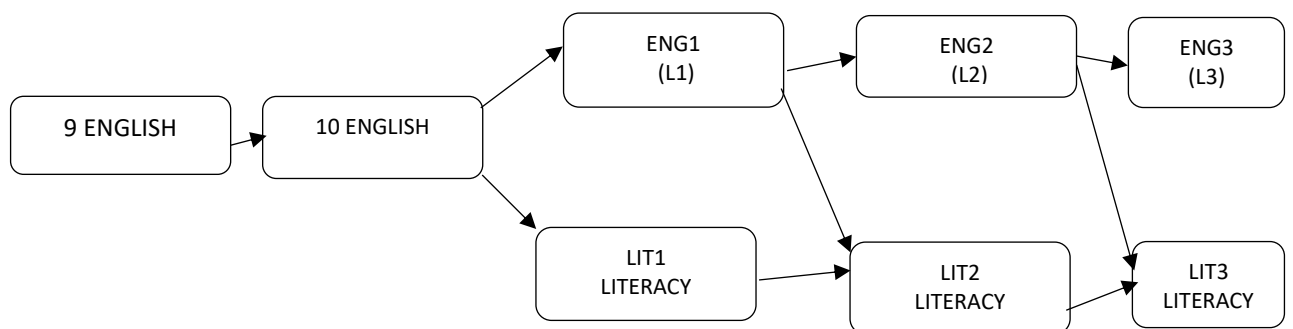 9 ENGLISH
10 ENGLISH
ENG1
(L1)
ENG2
(L2)
ENG3
(L3)
LIT1
LITERACY
LIT2
LITERACY
LIT3
LITERACY